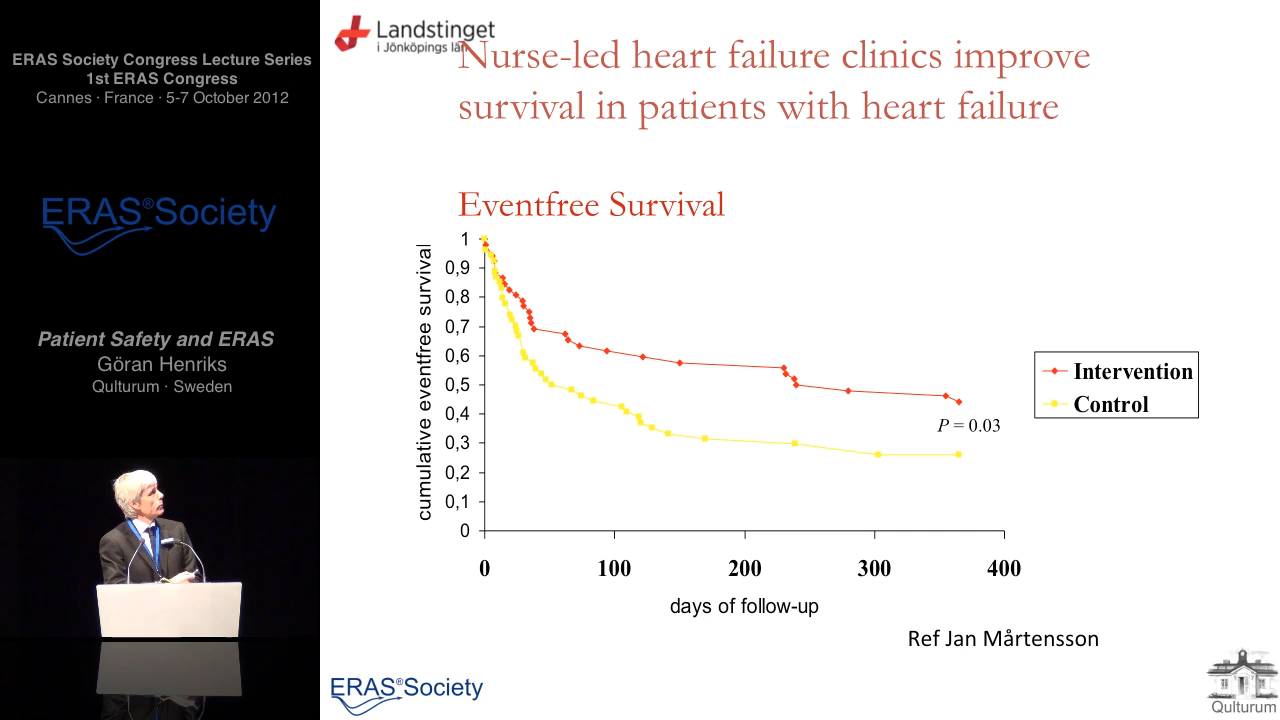 ERAS Society Congress Lecture Series
1st ERAS Congress
Cannes · France · 5-7 October 2012
ERAS®Society
Patient Safety and ERAS
Göran Henriks
Qulturum · Sweden
Landstinget
i Jönköpings län
Nurse-led heart failure clinics improve
survival in patients with heart failure
Eventfree Survival
cumulative eventfree survival
1
0,9
0,8
0,7
0,6
0,5
0,4
0,3
0,2
0,1
0
0 100 200 300 400
days of follow-up
Intervention
Control
P = 0.03
Ref Jan Mårtensson
ERAS®Society
Qulturum